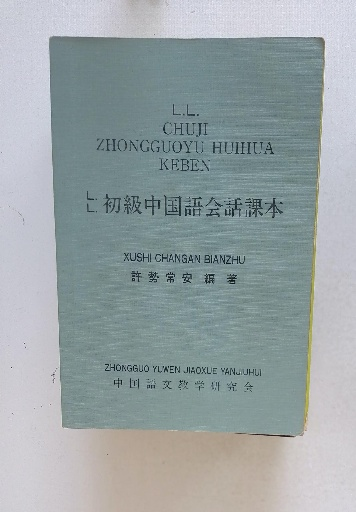 L.L.
CHUJI
ZHONGGUOYU HUIHUA
KEBEN
L.L. 初級中国語会話課本
XUSHI CHANGAN BIANZHU
許勢常安 編著
ZHONGGUO YUWEN JIAOXUE YANJIUHUI
中国語文教学研究会